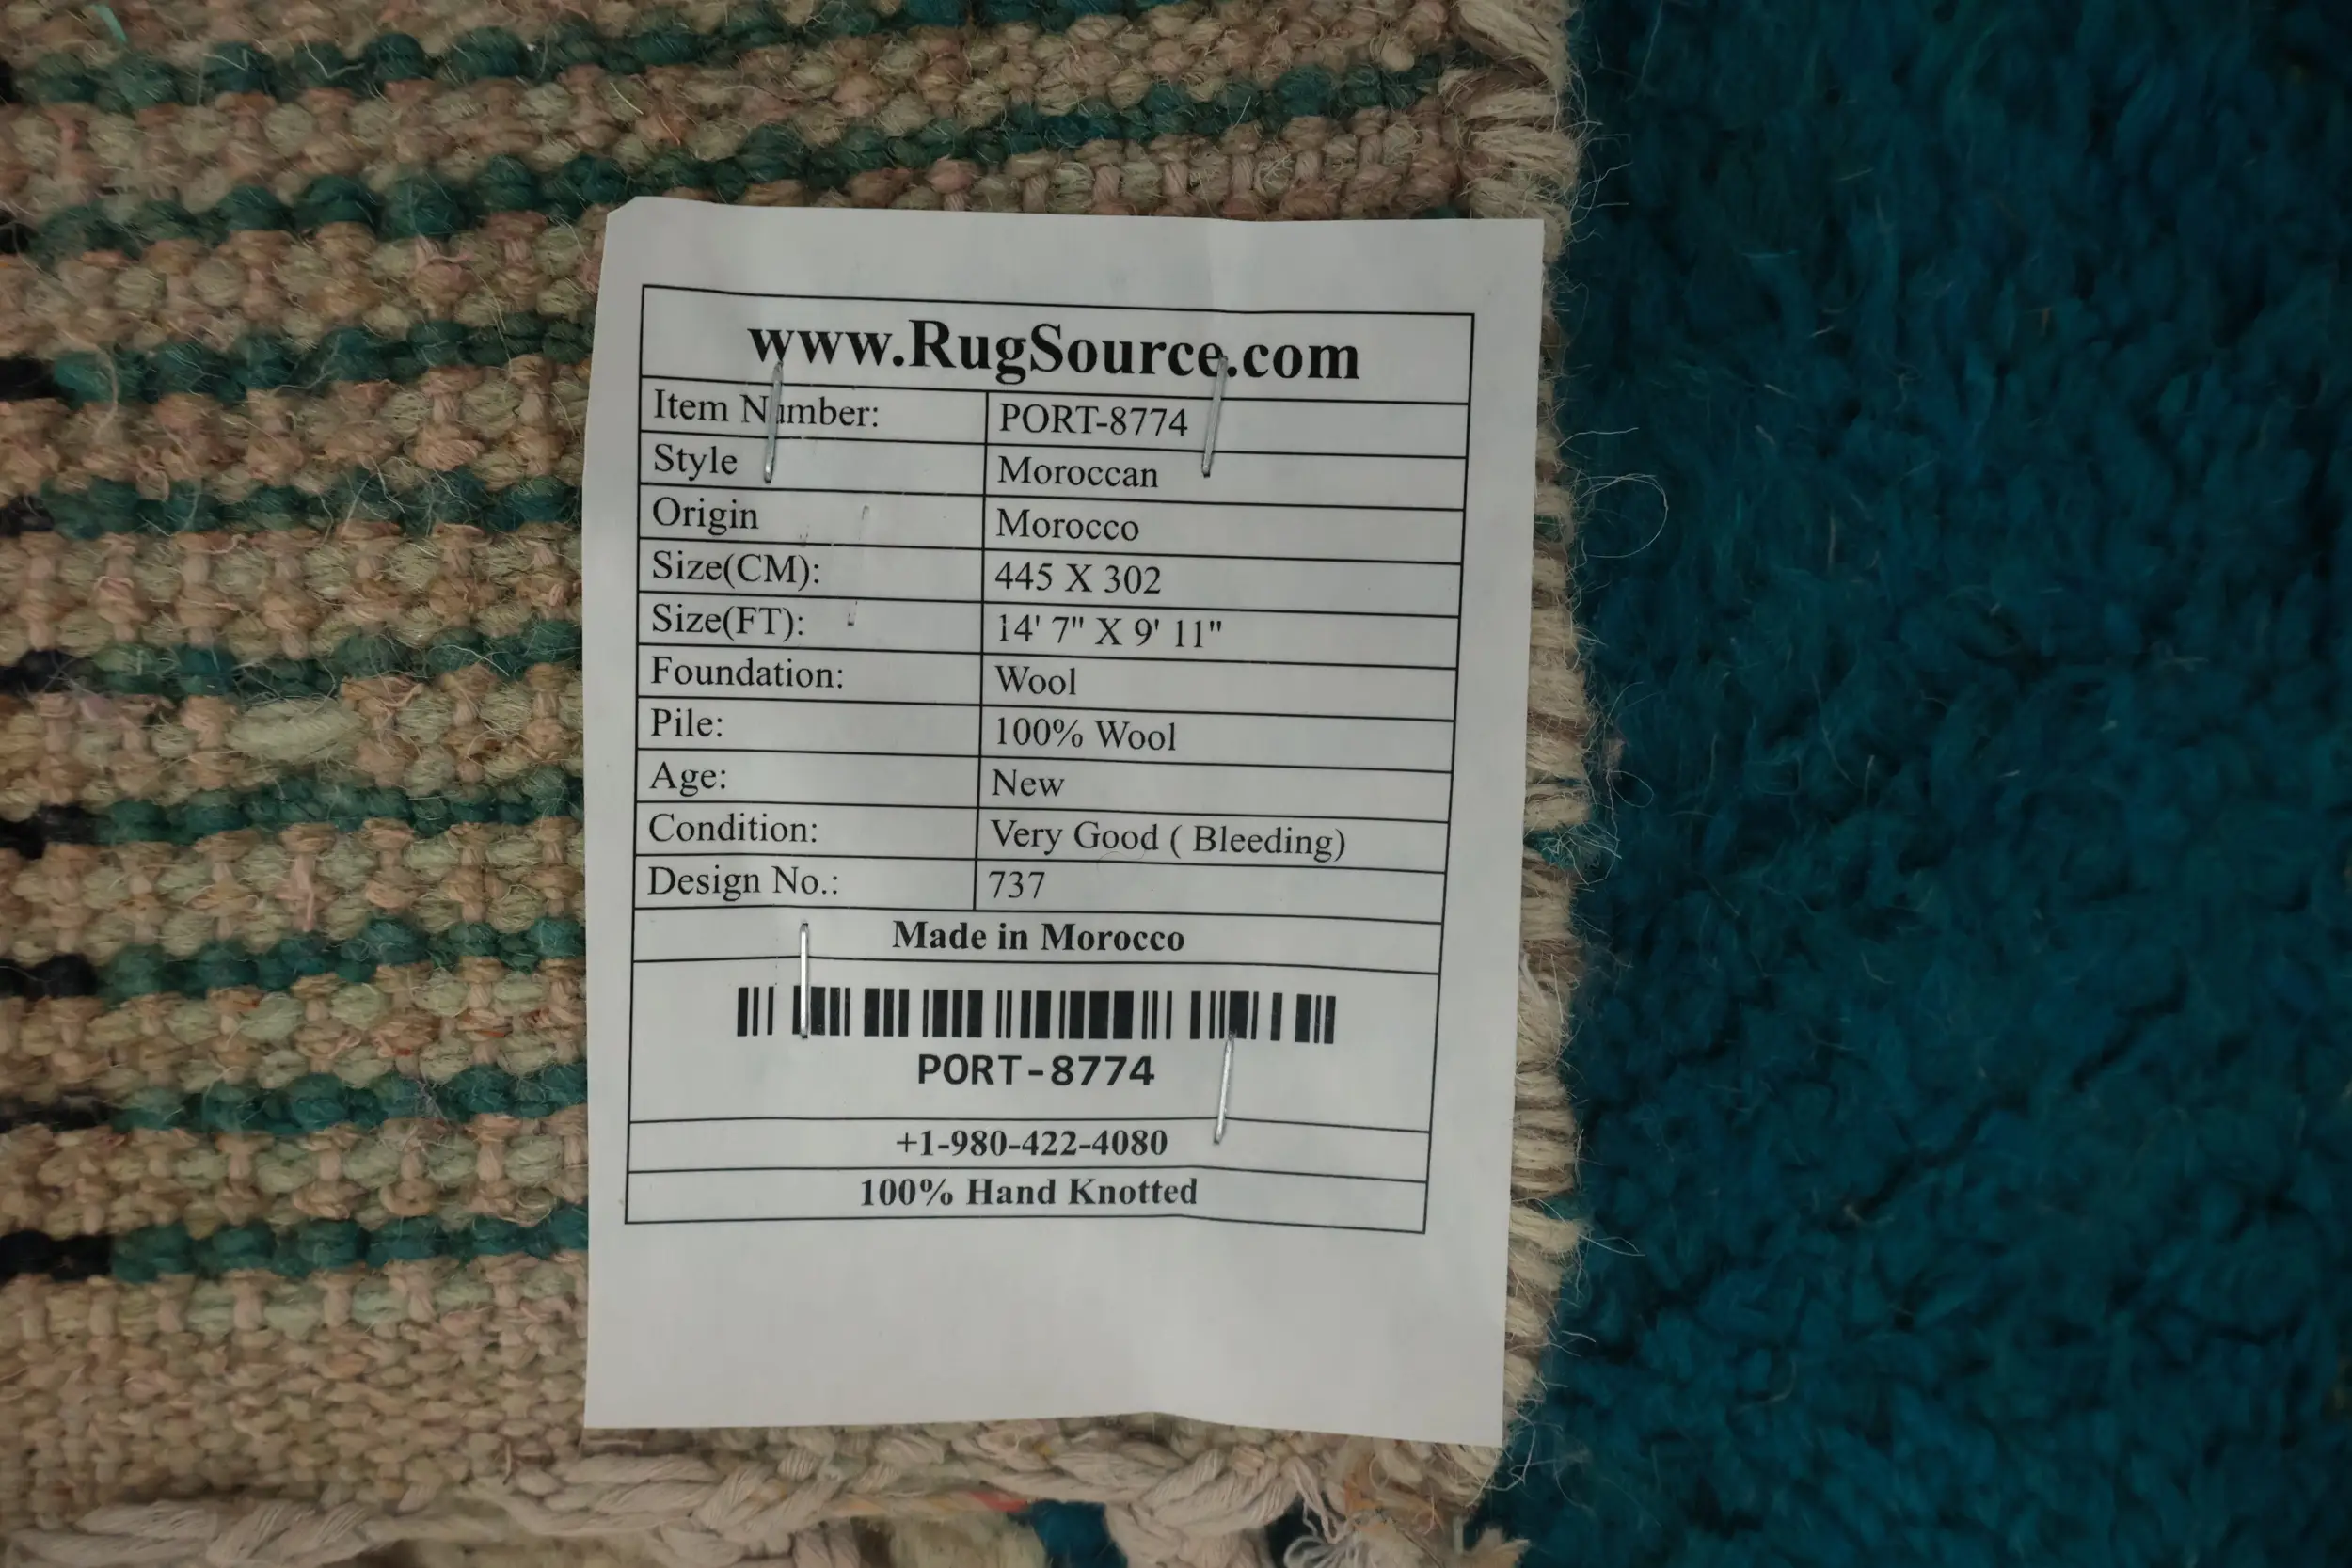 www.RugSource.com
Item Number: PORT-8774
Style Moroccan
Origin Morocco
Size(CM): 445 X 302
Size(FT): 14' 7" X 9' 11"
Foundation: Wool
Pile: 100% Wool
Age: New
Condition: Very Good ( Bleeding)
Design No.: 737
Made in Morocco
PORT-8774
+1-980-422-4080
100% Hand Knotted